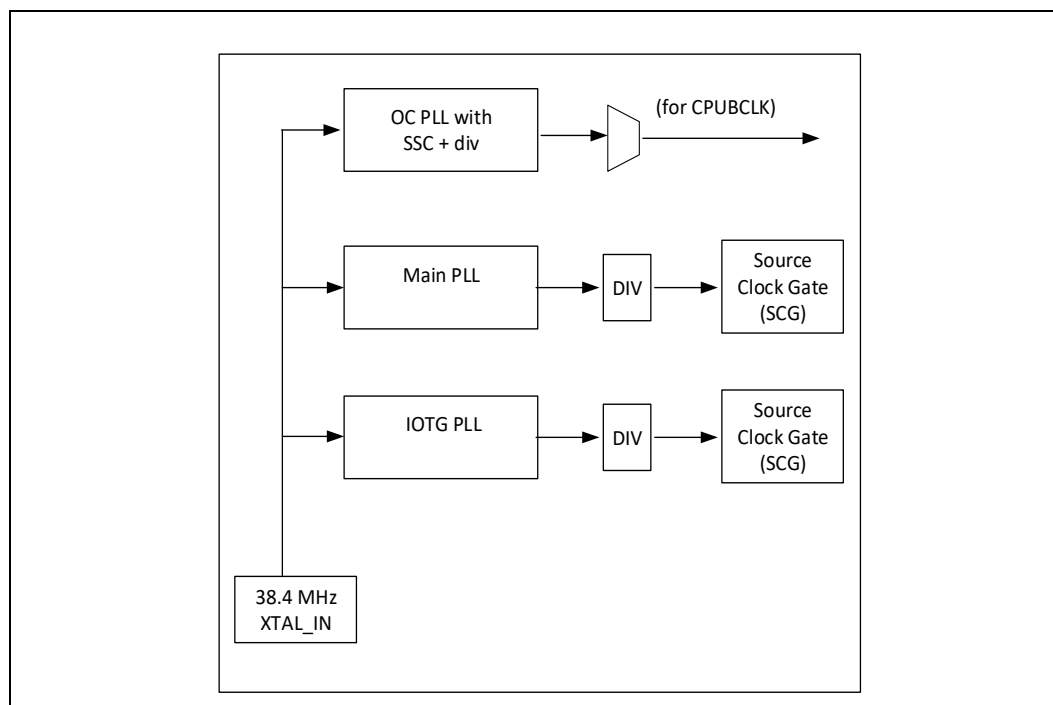 OC PLL with
SSC + div
(for CPUBCLK)
Main PLL
DIV
Source
Clock Gate
(SCG)
IOTG PLL
DIV
Source
Clock Gate
(SCG)
38.4 MHz
XTAL_IN